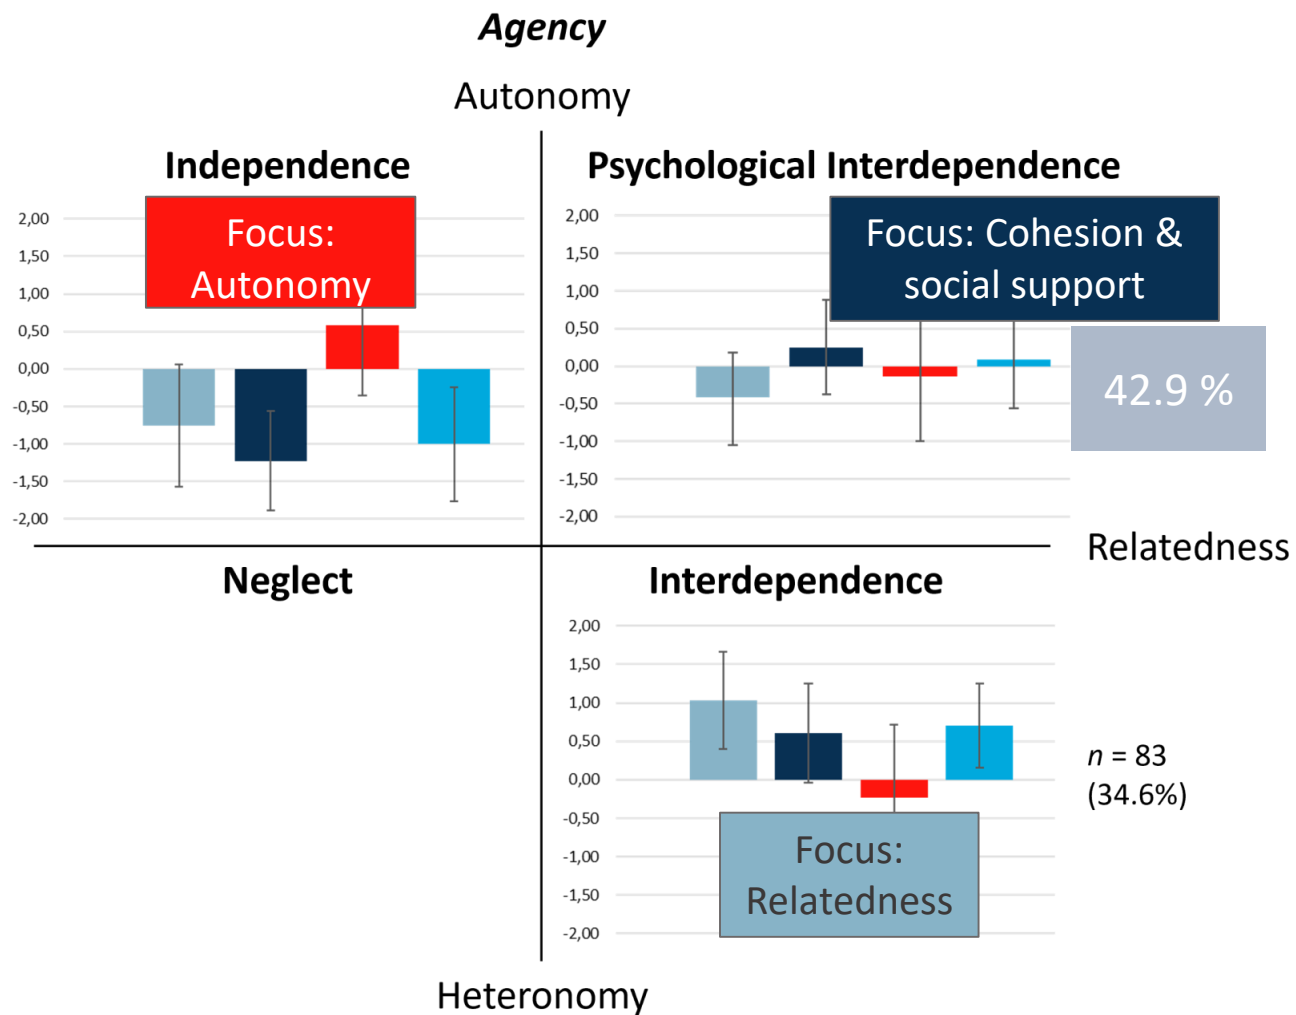 Agency
Autonomy
Independence
Psychological Interdependence
2,00
1,50
1,00
0,50
0,00
-0,50
-1,00
-1,50
-2,00
Focus:
Autonomy
2,00
1,50
1,00
0,50
0,00
-0,50
-1,00
-1,50
-2,00
Focus: Cohesion &
social support
42.9 %
Relatedness
Neglect
Interdependence
2,00
1,50
1,00
0,50
0,00
-0,50
-1,00
-1,50
-2,00
Focus:
Relatedness
n = 83
(34.6%)
Heteronomy